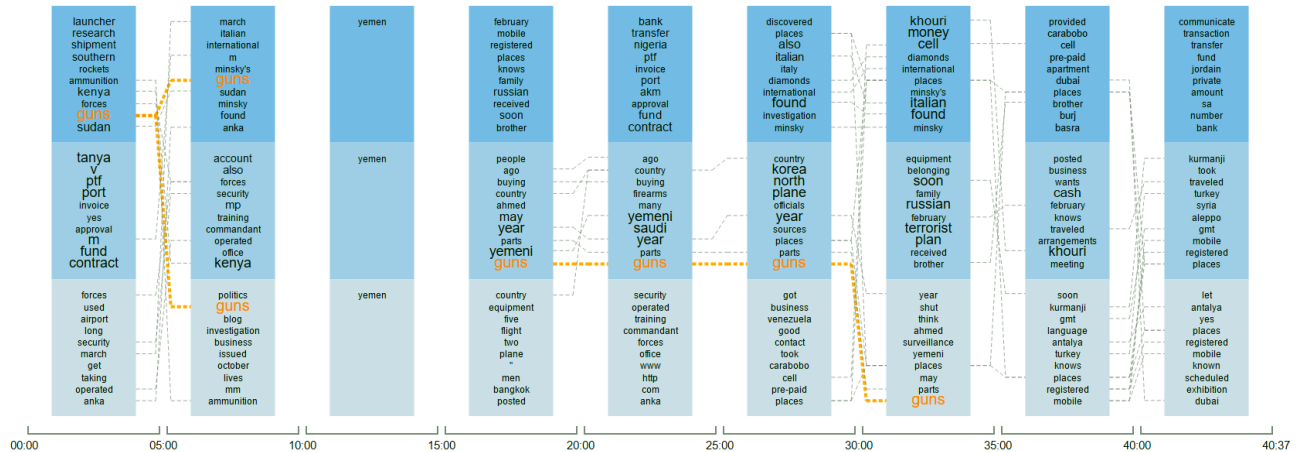 launcher
research
shipment
southern
rockets
ammunition
kenya
forces
guns
sudan
tanya
v
ptf
port
invoice
yes
approval
m
fund
contract
forces
used
airport
long
security
march
get
taking
operated
anka
march
italian
international
m
minsky's
guns
sudan
minsky
found
anka
account
also
forces
security
mp
training
commandant
operated
office
kenya
politics
guns
blog
investigation
business
issued
october
lives
mm
ammunition
yemen
yemen
yemen
february
mobile
registered
places
knows
family
russian
received
soon
brother
people
ago
buying
country
ahmed
may
year
parts
yemeni
guns
country
equipment
five
flight
two
plane
"
men
bangkok
posted
bank
transfer
nigeria
ptf
invoice
port
akm
approval
fund
contract
ago
country
buying
firearms
many
yemeni
saudi
year
parts
guns
security
operated
training
commandant
forces
office
www
http
com
anka
discovered
places
also
italian
italy
diamonds
international
found
investigation
minsky
country
korea
north
plane
officials
year
sources
places
parts
guns
got
business
venezuela
good
contact
took
carabobo
cell
pre-paid
places
khouri
money
cell
diamonds
international
places
minsky's
italian
found
minsky
equipment
belonging
soon
family
russian
february
terrorist
plan
received
brother
year
shut
think
ahmed
surveillance
yemeni
places
may
parts
guns
provided
carabobo
cell
pre-paid
apartment
dubai
places
brother
burj
basra
posted
business
wants
cash
february
knows
traveled
arrangements
khouri
meeting
soon
kurmanji
gmt
language
antalya
turkey
knows
places
registered
mobile
communicate
transaction
transfer
fund
jordain
private
amount
sa
number
bank
kurmanji
took
traveled
turkey
syria
aleppo
gmt
mobile
registered
places
let
antalya
yes
places
registered
mobile
known
scheduled
exhibition
dubai
00:00 05:00 10:00 15:00 20:00 25:00 30:00 35:00 40:00 40:37